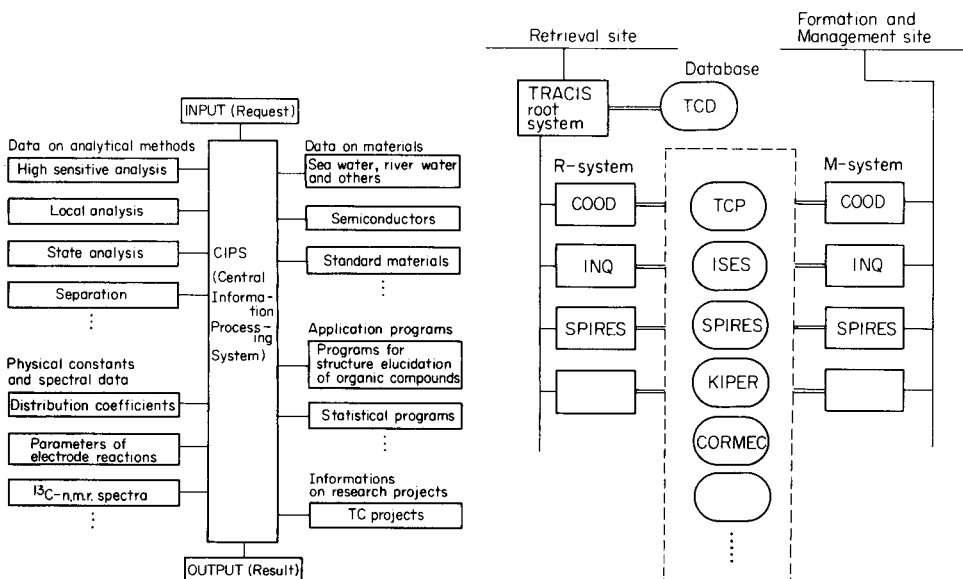 INPUT (Request)
Data on analytical methods
High sensitive analysis
Local analysis
State analysis
Separation
Physical constants
and spectral data
Distribution coefficients
Parameters of
electrode reactions
¹³C-n.m.r. spectra
CIPS
(Central
Informa-
tion
Process-
ing
System)
Data on materials
Sea water, river water
and others
Semiconductors
Standard materials
Application programs
Programs for
structure elucidation
of organic compounds
Statistical programs
Informations
on research projects
TC projects
OUTPUT (Result)
Retrieval site
Formation and
Management site
Database
TRACIS
root
system
TCD
R-system
M-system
COOD
TCP
COOD
INQ
ISES
INQ
SPIRES
SPIRES
SPIRES
KIPER
CORMEC